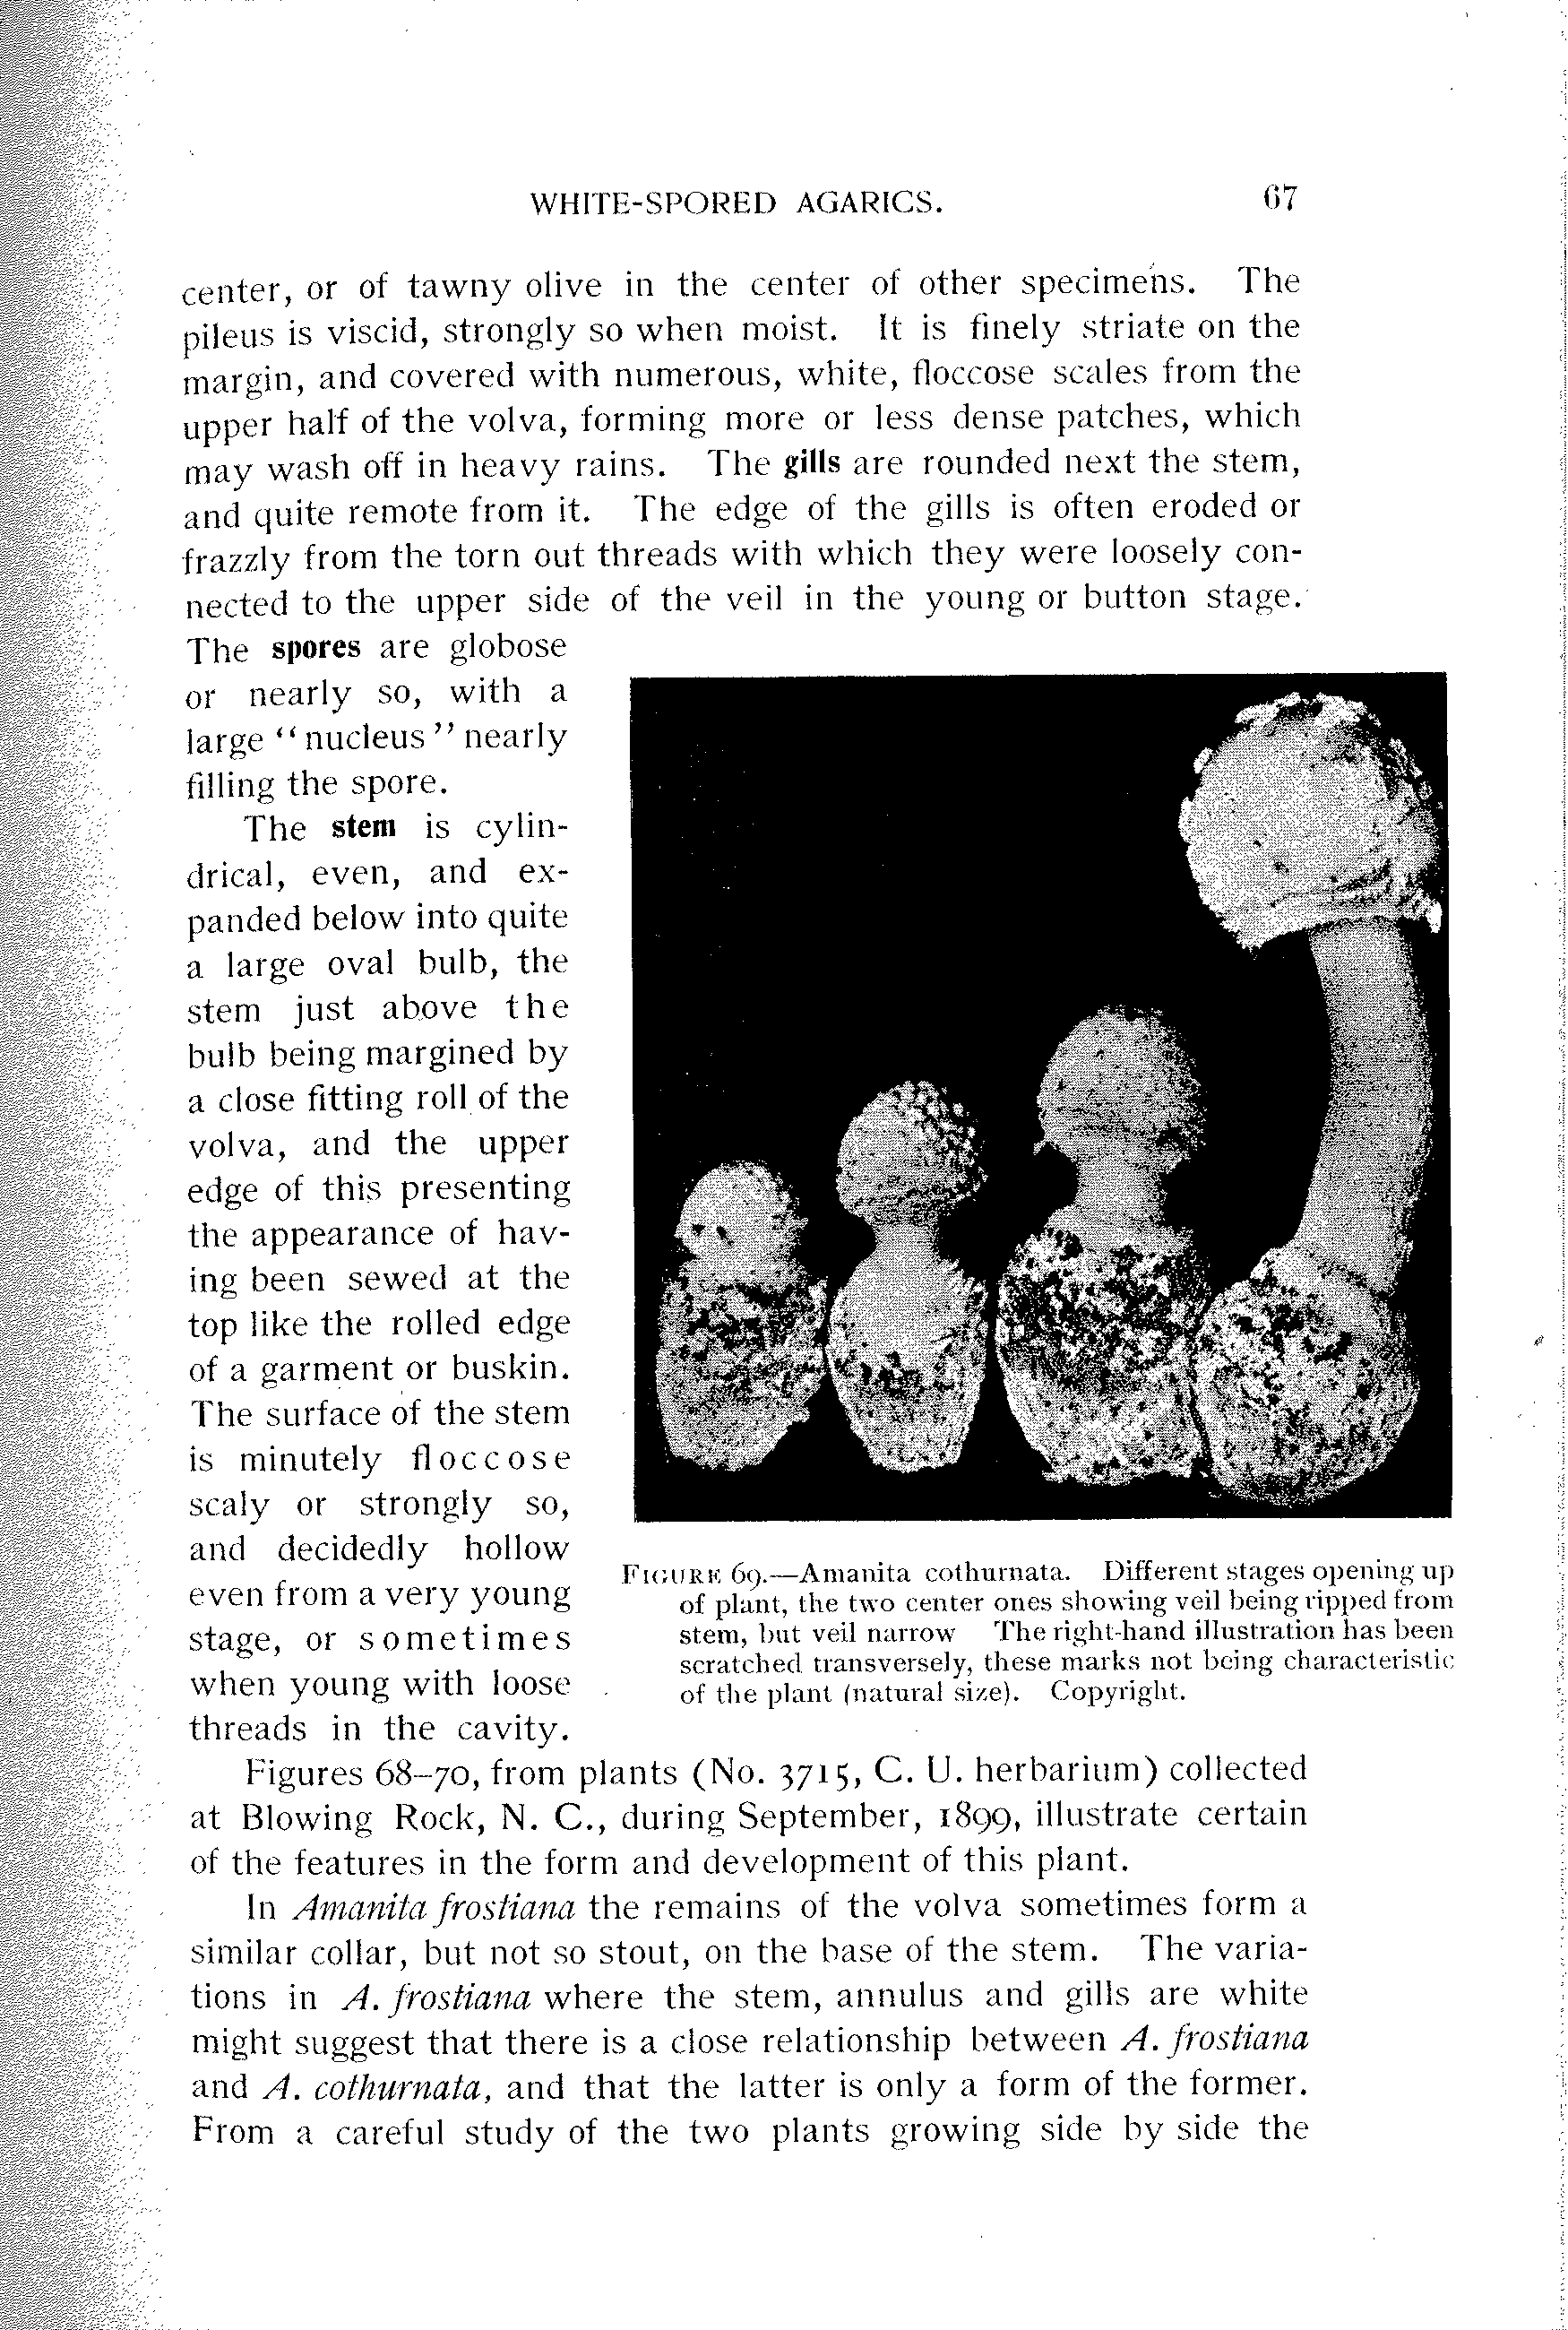 WHITE-SPORED AGARICS. 67
center, or of tawny olive in the center of other specimens. The
pileus is viscid, strongly so when moist. It is finely striate on the
margin, and covered with numerous, white, floccose scales from the
upper half of the volva, forming more or less dense patches, which
may wash off in heavy rains. The gills are rounded next the stem,
and quite remote from it. The edge of the gills is often eroded or
frazzly from the torn out threads with which they were loosely con-
nected to the upper side of the veil in the young or button stage.
The spores are globose
or nearly so, with a
large “nucleus” nearly
filling the spore.
The stem is cylin-
drical, even, and ex-
panded below into quite
a large oval bulb, the
stem just above the
bulb being margined by
a close fitting roll of the
volva, and the upper
edge of this presenting
the appearance of hav-
ing been sewed at the
top like the rolled edge
of a garment or buskin.
The surface of the stem
is minutely floccose
scaly or strongly so,
and decidedly hollow
even from a very young
stage, or sometimes
when young with loose
threads in the cavity.
FIGURE 69.—Amanita cothurnata. Different stages opening up
of plant, the two center ones showing veil being ripped from
stem, but veil narrow The right-hand illustration has been
scratched transversely, these marks not being characteristic
of the plant (natural size). Copyright.
Figures 68–70, from plants (No. 3715, C. U. herbarium) collected
at Blowing Rock, N. C., during September, 1899, illustrate certain
of the features in the form and development of this plant.
In Amanita frostiana the remains of the volva sometimes form a
similar collar, but not so stout, on the base of the stem. The varia-
tions in A. frostiana where the stem, annulus and gills are white
might suggest that there is a close relationship between A. frostiana
and A. cothurnata, and that the latter is only a form of the former.
From a careful study of the two plants growing side by side the